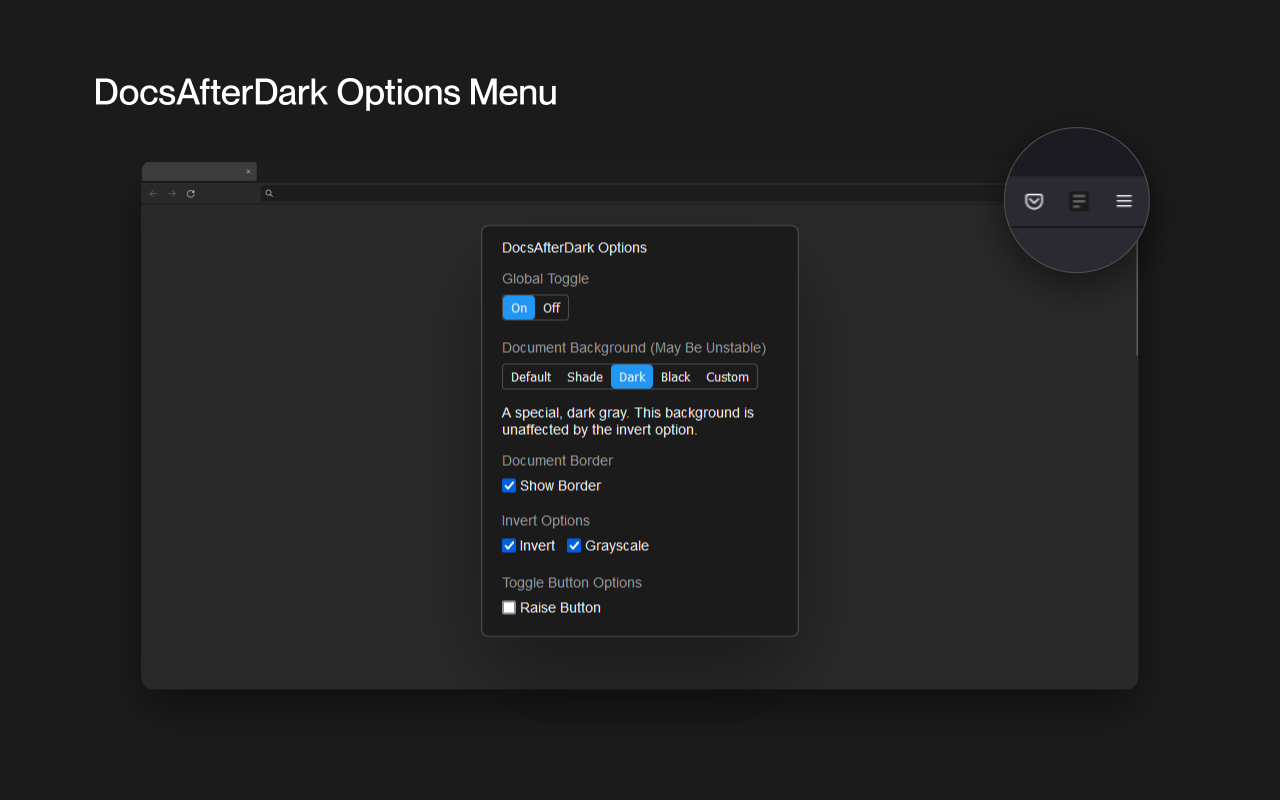 DocsAfterDark Options Menu
DocsAfterDark Options
Global Toggle
On Off
Document Background (May Be Unstable)
Default Shade Dark Black Custom
A special, dark gray. This background is
unaffected by the invert option.
Document Border
Show Border
Invert Options
Invert Grayscale
Toggle Button Options
Raise Button